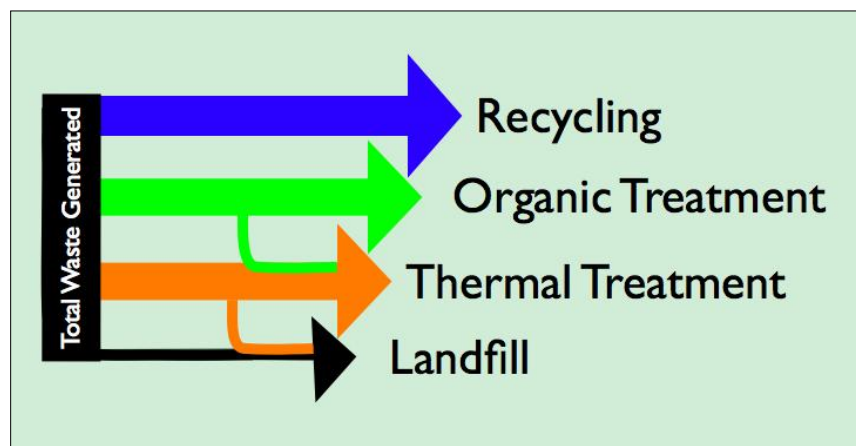 Total Waste Generated
Recycling
Organic Treatment
Thermal Treatment
Landfill